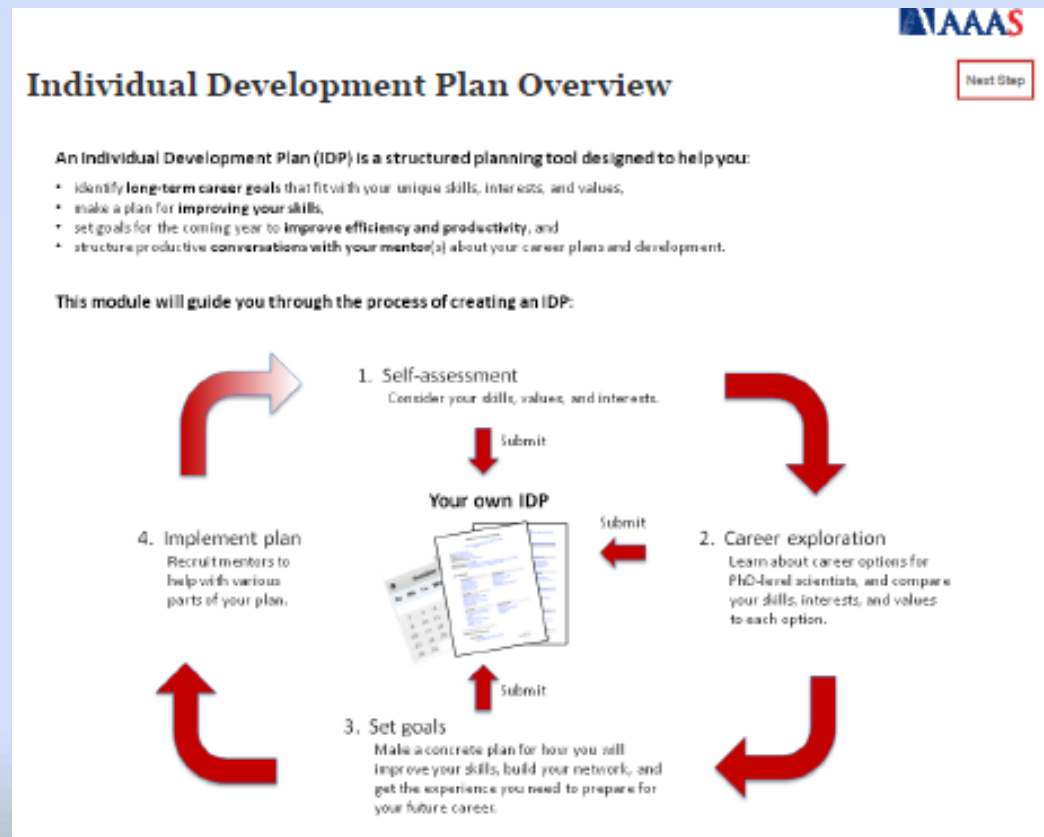 AAAS
Individual Development Plan Overview
Next Step
An Individual Development Plan (IDP) is a structured planning tool designed to help you:
• identify long-term career goals that fit with your unique skills, interests, and values,
• make a plan for improving your skills,
• set goals for the coming year to improve efficiency and productivity, and
• structure productive conversations with your mentor(s) about your career plans and development.
This module will guide you through the process of creating an IDP:
1. Self-assessment
Consider your skills, values, and interests.
Submit
Your own IDP
Submit
2. Career exploration
Learn about career options for
PhD-level scientists, and compare
your skills, interests, and values
to each option.
Submit
3. Set goals
Make a concrete plan for how you will
improve your skills, build your network, and
get the experience you need to prepare for
your future career.
4. Implement plan
Recruit mentors to
help with various
parts of your plan.